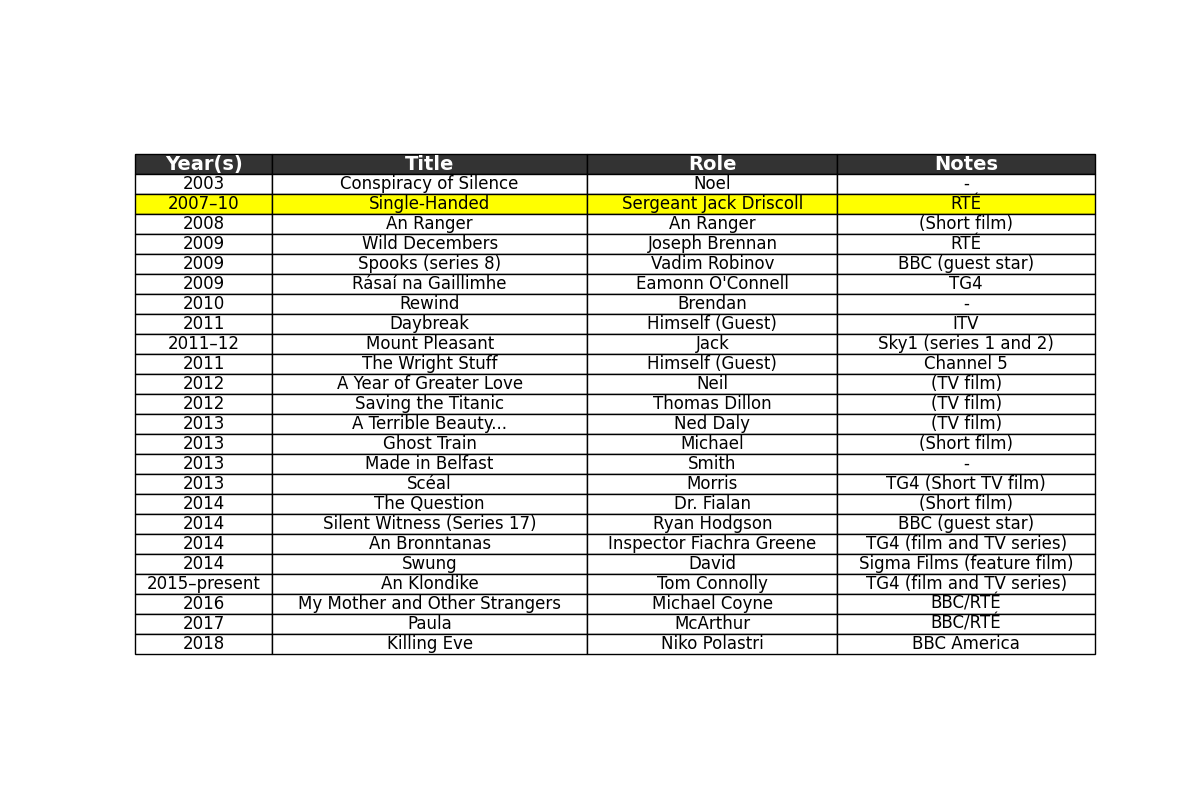 Year(s) Title Role Notes
2003 Conspiracy of Silence Noel -
2007–10 Single-Handed Sergeant Jack Driscoll RTÉ
2008 An Ranger An Ranger (Short film)
2009 Wild Decembers Joseph Brennan RTÉ
2009 Spooks (series 8) Vadim Robinov BBC (guest star)
2009 Rásaí na Gaillimhe Eamonn O'Connell TG4
2010 Rewind Brendan -
2011 Daybreak Himself (Guest) ITV
2011–12 Mount Pleasant Jack Sky1 (series 1 and 2)
2011 The Wright Stuff Himself (Guest) Channel 5
2012 A Year of Greater Love Neil (TV film)
2012 Saving the Titanic Thomas Dillon (TV film)
2013 A Terrible Beauty... Ned Daly (TV film)
2013 Ghost Train Michael (Short film)
2013 Made in Belfast Smith -
2013 Scéal Morris TG4 (Short TV film)
2014 The Question Dr. Fialan (Short film)
2014 Silent Witness (Series 17) Ryan Hodgson BBC (guest star)
2014 An Bronntanas Inspector Fiachra Greene TG4 (film and TV series)
2014 Swung David Sigma Films (feature film)
2015–present An Klondike Tom Connolly TG4 (film and TV series)
2016 My Mother and Other Strangers Michael Coyne BBC/RTÉ
2017 Paula McArthur BBC/RTÉ
2018 Killing Eve Niko Polastri BBC America